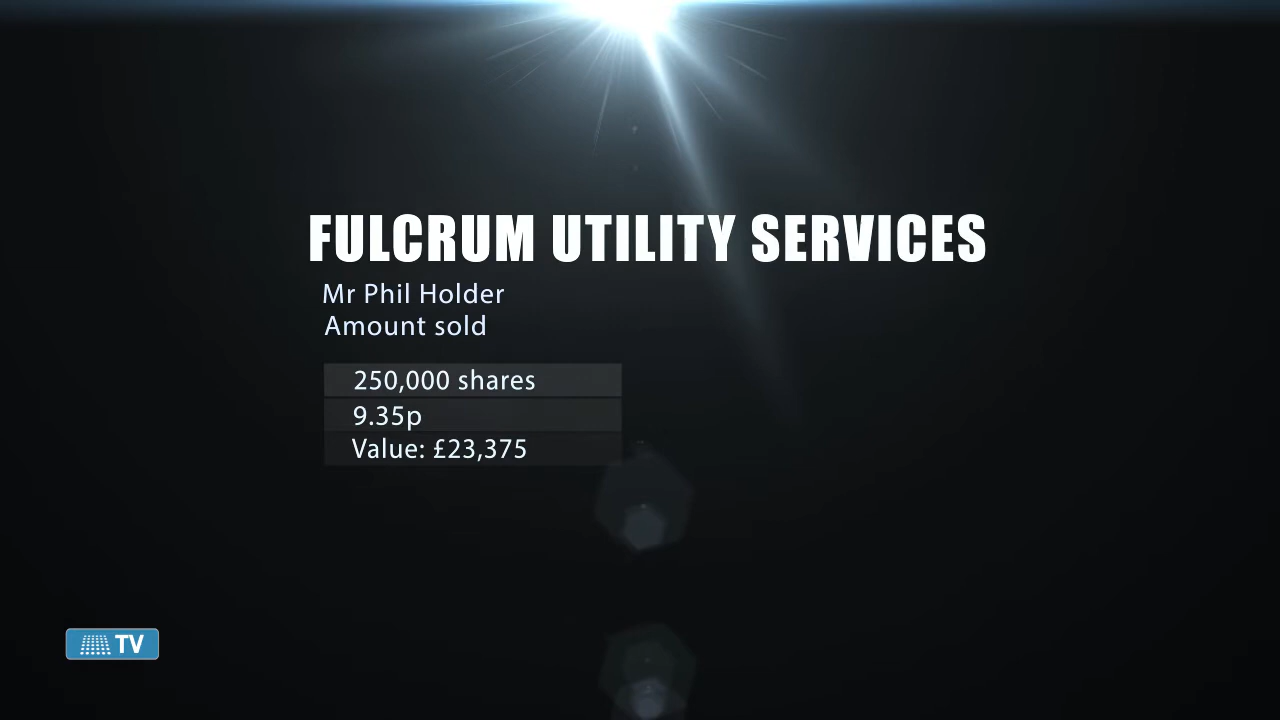 FULCRUM UTILITY SERVICES
Mr Phil Holder
Amount sold
250,000 shares
9.35p
Value: £23,375
TV